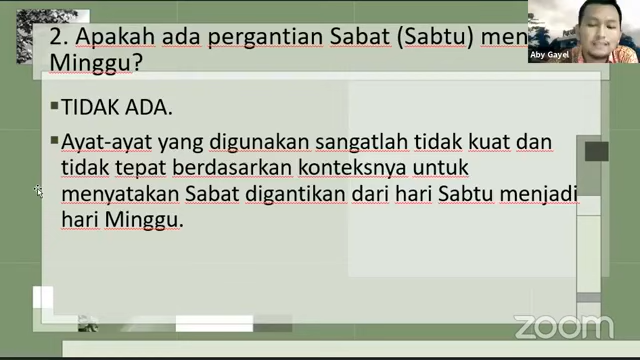 2. Apakah ada pergantian Sabat (Sabtu) men
Minggu?
▪TIDAK ADA.
▪Ayat-ayat yang digunakan sangatlah tidak kuat dan
tidak tepat berdasarkan konteksnya untuk
menyatakan Sabat digantikan dari hari Sabtu menjadi
hari Minggu.
Aby Gayel
zoom